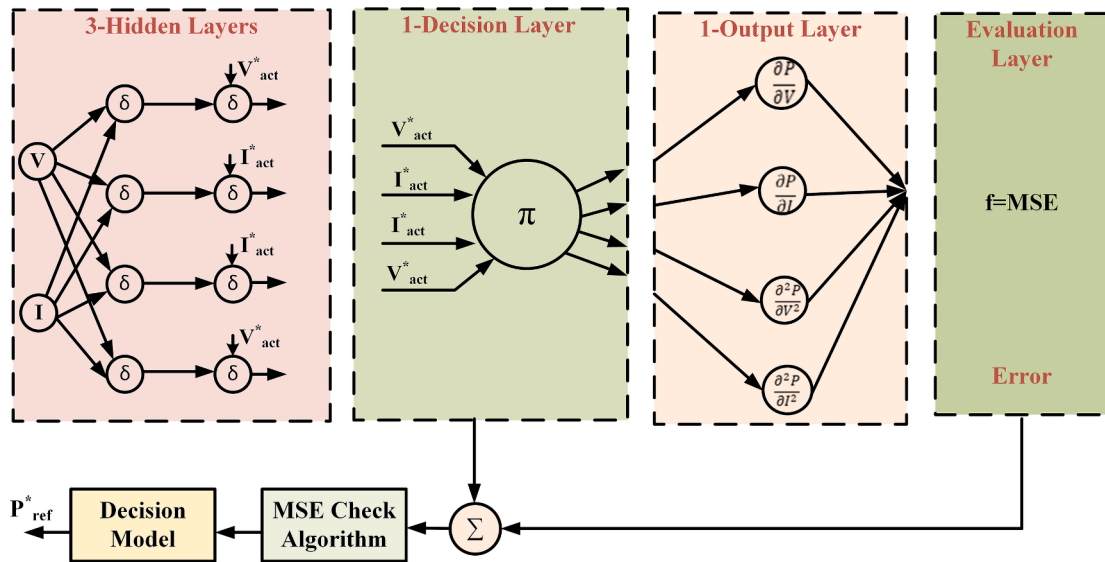 3-Hidden Layers
V*act
δ
δ
V
I*act
δ
δ
I*act
δ
δ
I
V*act
δ
δ
1-Decision Layer
V*act
I*act
I*act
V*act
π
1-Output Layer
∂P/∂V
∂P/∂I
∂²P/∂V²
∂²P/∂I²
Evaluation
Layer
f=MSE
Error
P*ref
Decision
Model
MSE Check
Algorithm
Σ